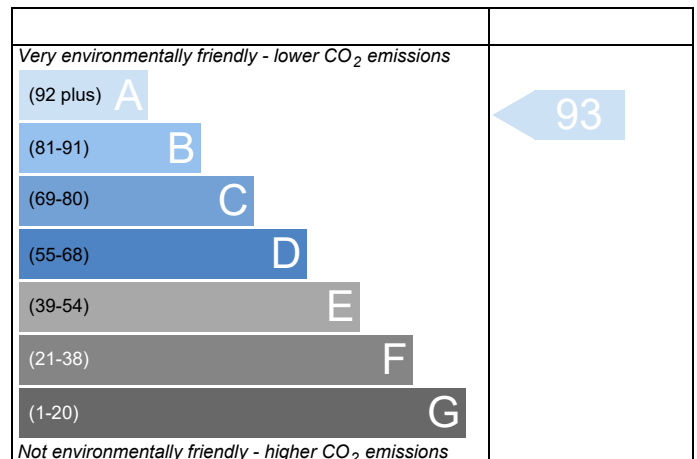 Very environmentally friendly - lower CO₂ emissions
(92 plus) A
93
(81-91) B
(69-80) C
(55-68) D
(39-54) E
(21-38) F
(1-20) G
Not environmentally friendly - higher CO₂ emissions